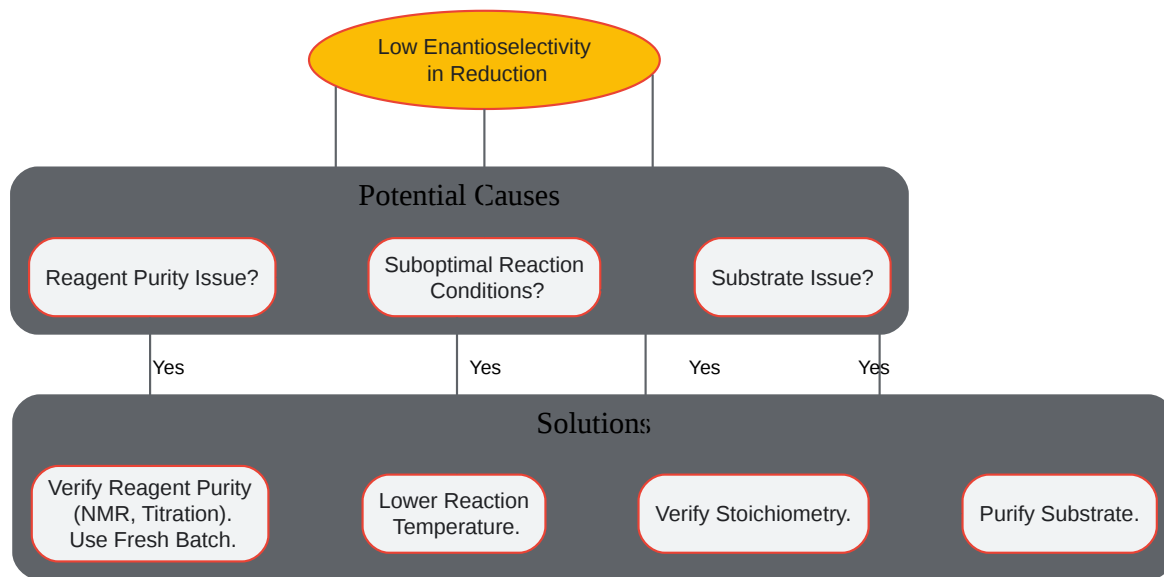 Low Enantioselectivity
in Reduction
Potential Causes
Reagent Purity Issue?
Suboptimal Reaction
Conditions?
Substrate Issue?
Yes
Yes
Yes
Yes
Solutions
Verify Reagent Purity
(NMR, Titration).
Use Fresh Batch.
Lower Reaction
Temperature.
Verify Stoichiometry.
Purify Substrate.